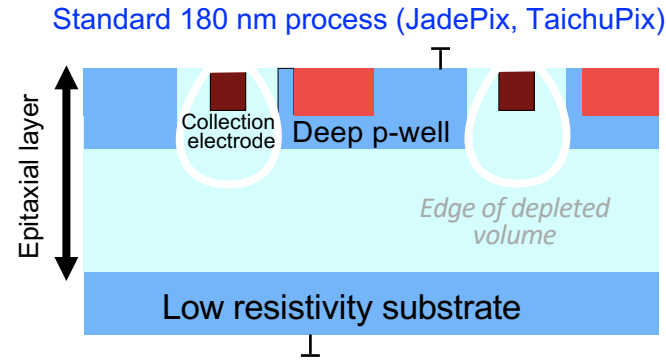 Standard 180 nm process (JadePix, TaichuPix)
Epitaxial layer
Collection
electrode
Deep p-well
Edge of depleted
volume
Low resistivity substrate